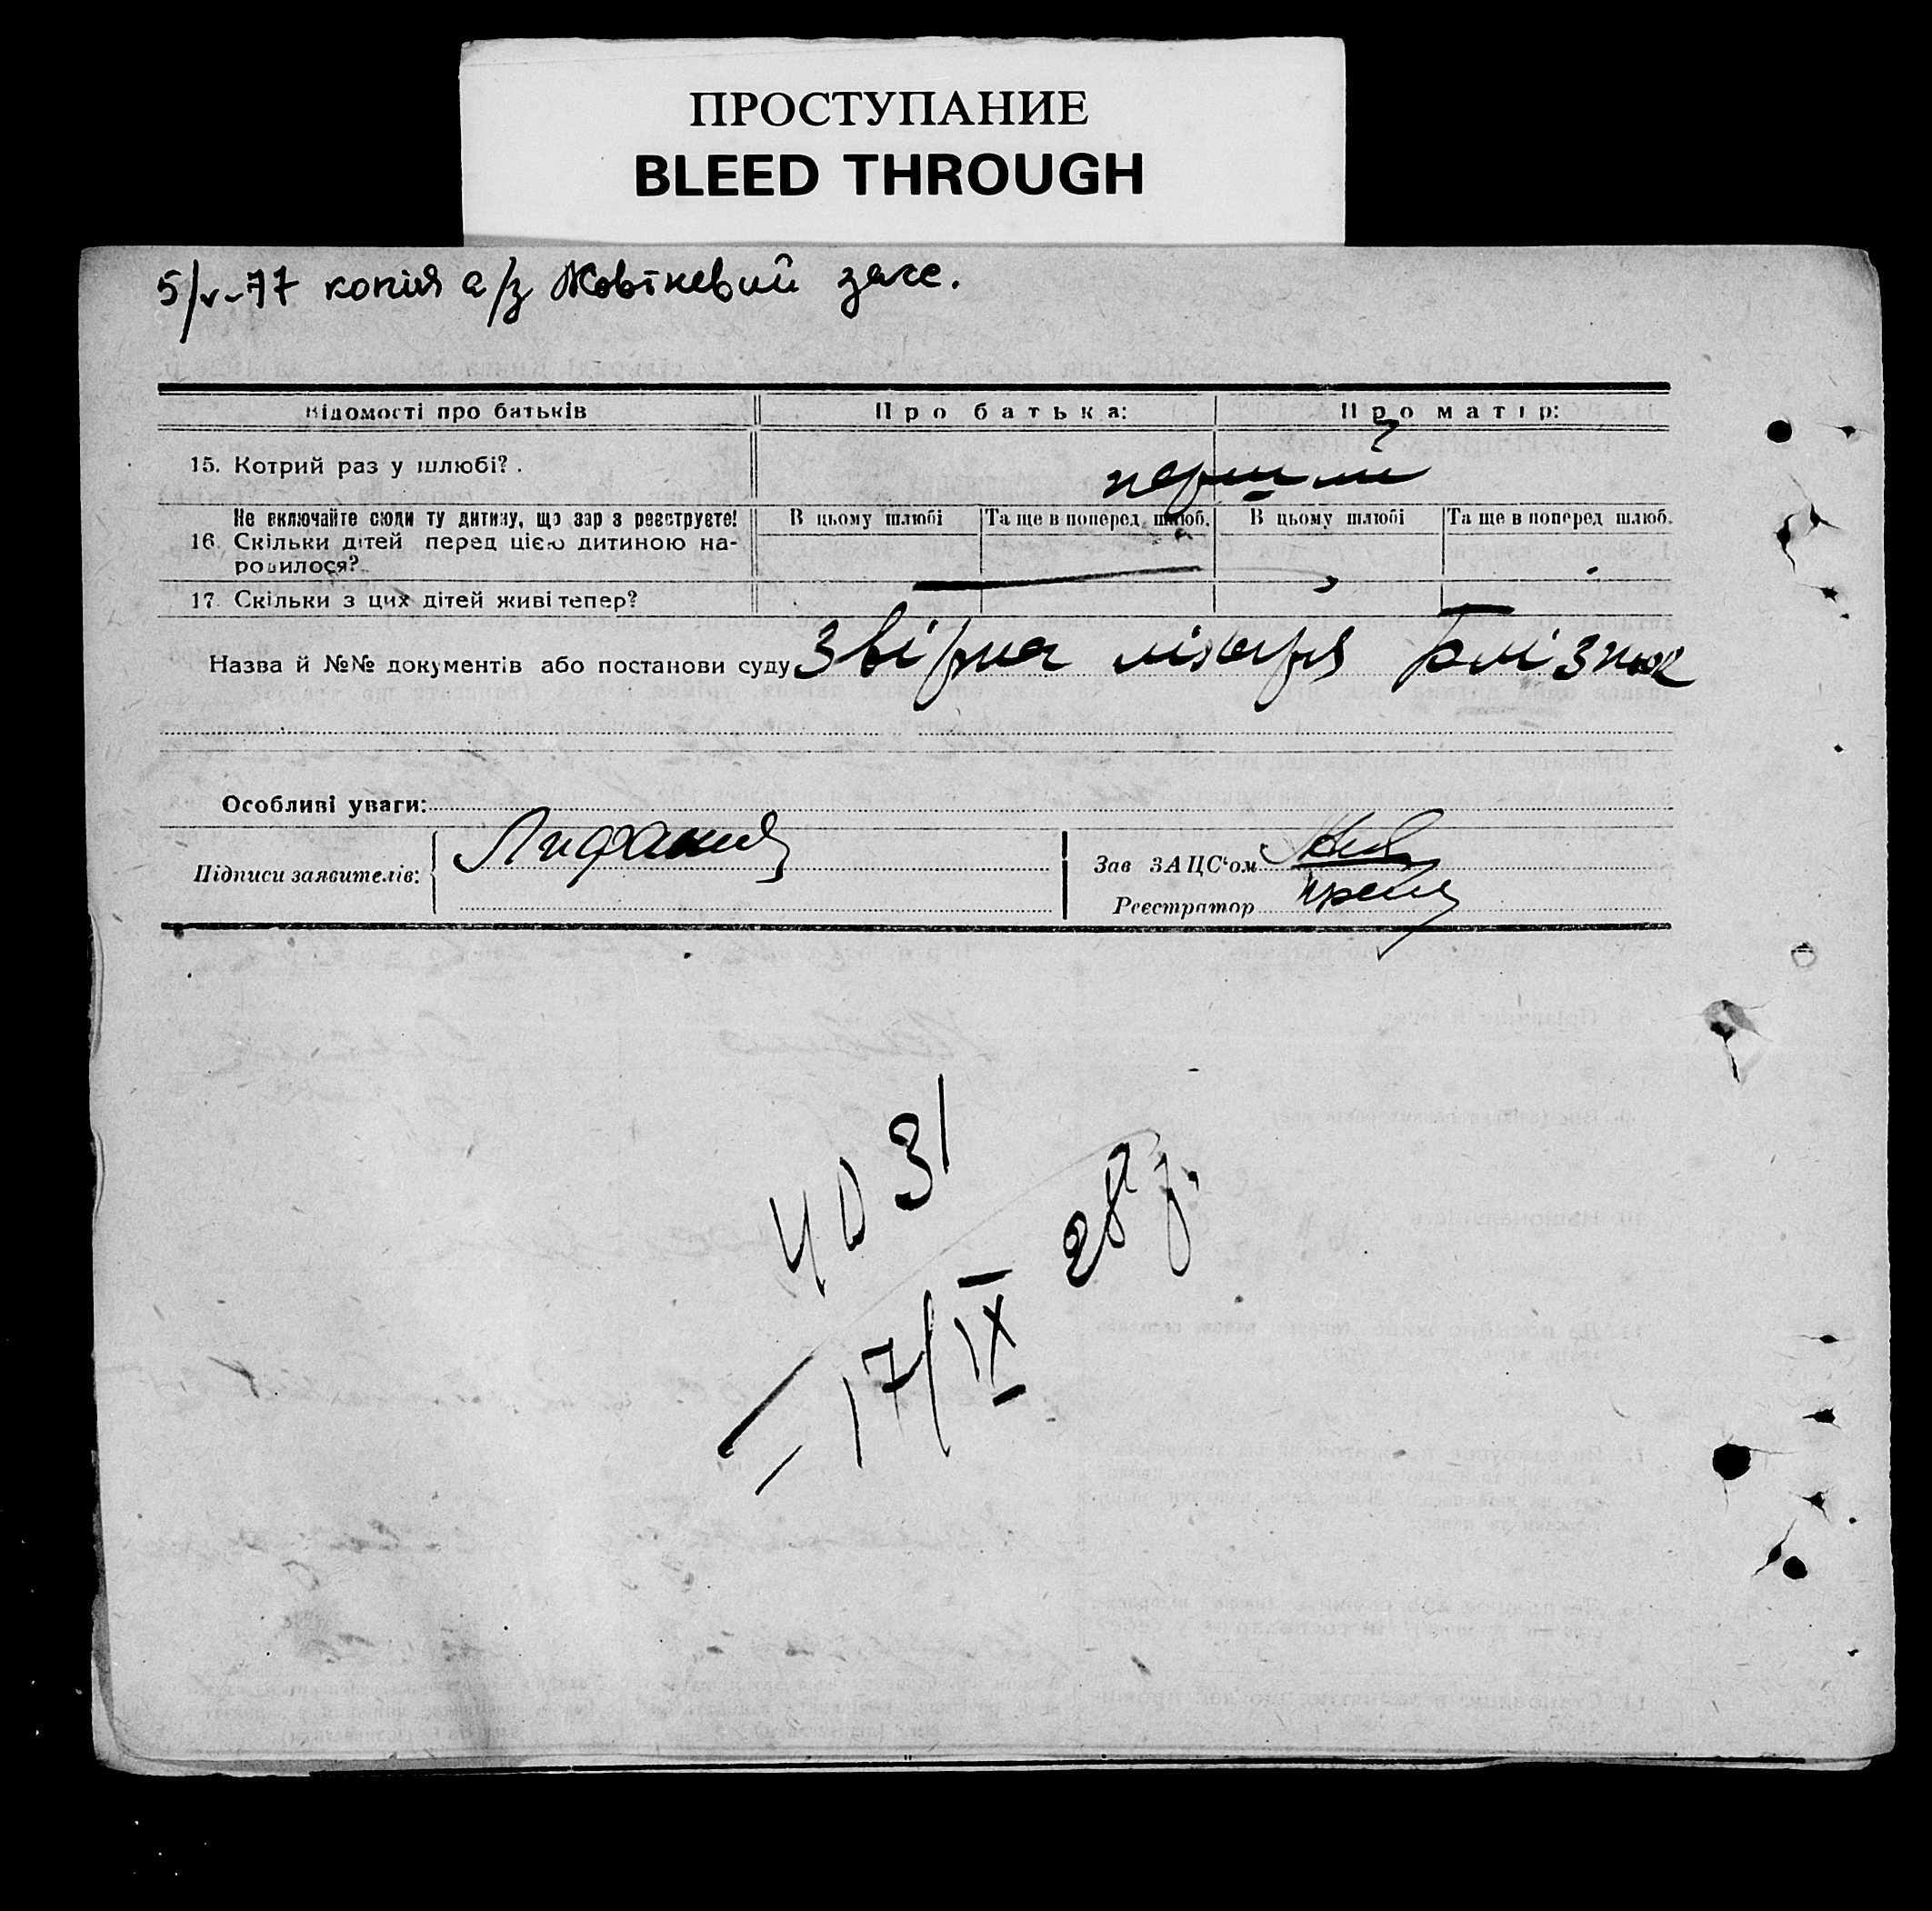 ПРОСТУПАНИЕ
BLEED THROUGH
5/v-77 копія а/з Жовтневий загс.
Відомості про батьків Про батька: Про матір:
15. Котрий раз у шлюбі?. перший
Не включайте сюди ту дитину, що зараз реєструєте! В цьому шлюбі Та ще в поперед. шлюб. В цьому шлюбі Та ще в поперед. шлюб.
16. Скільки дітей перед цією дитиною на-
родилося?
17. Скільки з цих дітей живі тепер?
Назва й №№ документів або постанови суду лікаря
Особливі уваги:
Підписи заявителів:
Зав ЗАЦС‘ом
Реєстратор
4031
17/IX 28 р.